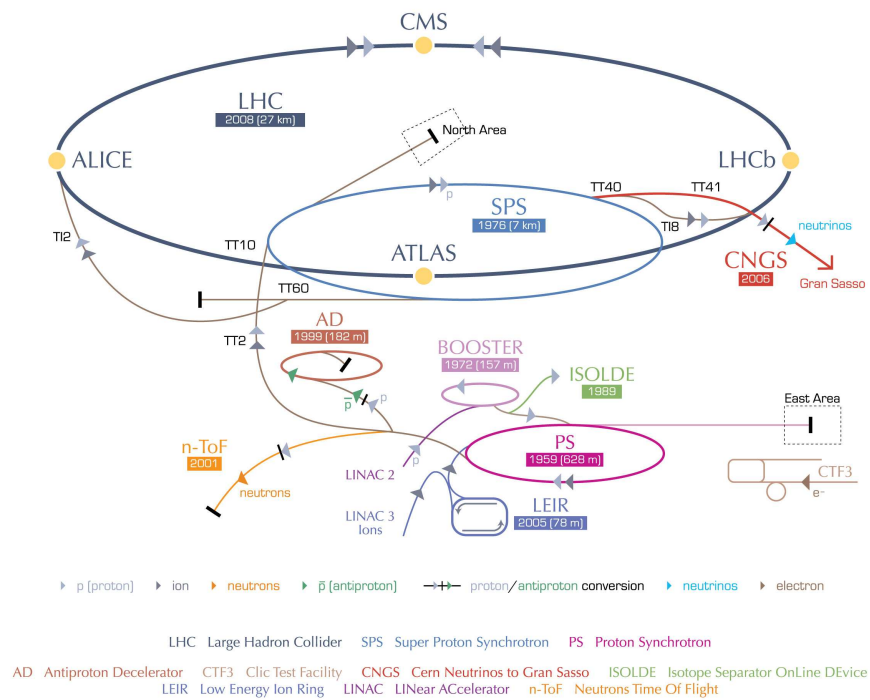 CMS
LHC
2008 (27 km)
North Area
ALICE
LHCb
TT40
TT41
p
SPS
1976 (7 km)
TI8
neutrinos
TI2
TT10
ATLAS
CNGS
2006
Gran Sasso
TT60
AD
1999 (182 m)
TT2
BOOSTER
1972 (157 m)
ISOLDE
1989
p̅
p
East Area
n-ToF
2001
PS
1959 (628 m)
LINAC 2
p
neutrons
CTF3
e-
LINAC 3
Ions
LEIR
2005 (78 m)
p (proton)
ion
neutrons
p̅ (antiproton)
proton/antiproton conversion
neutrinos
electron
LHC Large Hadron Collider SPS Super Proton Synchrotron PS Proton Synchrotron
AD Antiproton Decelerator CTF3 Clic Test Facility CNGS Cern Neutrinos to Gran Sasso ISOLDE Isotope Separator OnLine DEvice
LEIR Low Energy Ion Ring LINAC LINear ACcelerator n-ToF Neutrons Time Of Flight